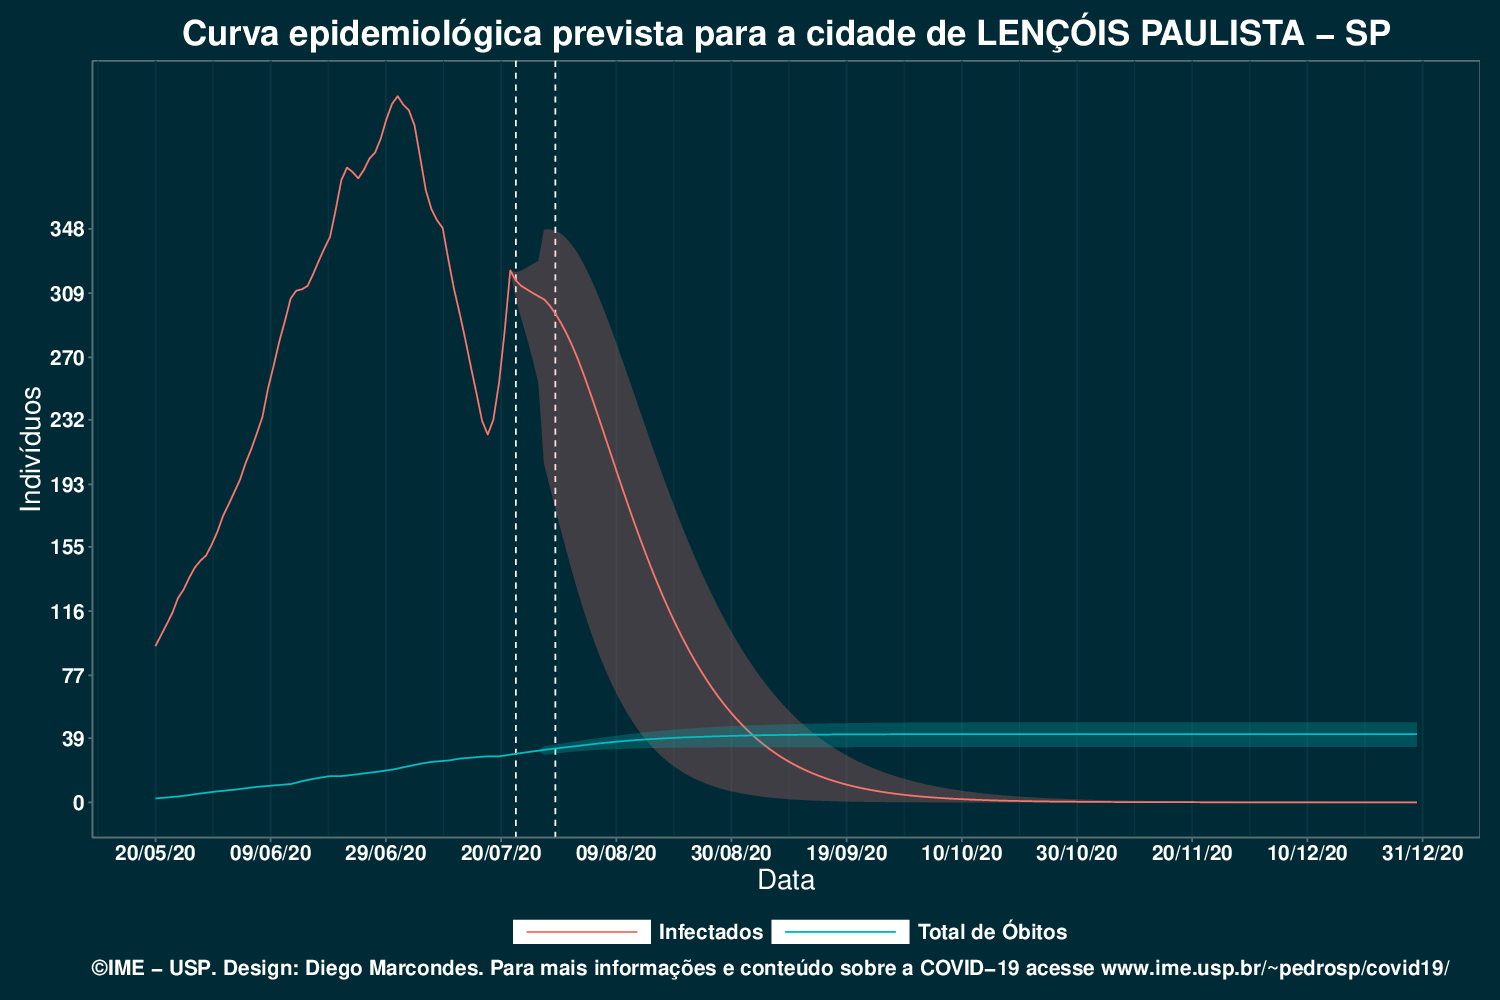 Curva epidemiológica prevista para a cidade de LENÇÓIS PAULISTA – SP
Indivíduos
348
309
270
232
193
155
116
77
39
0
20/05/20 09/06/20 29/06/20 20/07/20 09/08/20 30/08/20 19/09/20 10/10/20 30/10/20 20/11/20 10/12/20 31/12/20
Data
Infectados Total de Óbitos
©IME – USP. Design: Diego Marcondes. Para mais informações e conteúdo sobre a COVID–19 acesse www.ime.usp.br/~pedrosp/covid19/